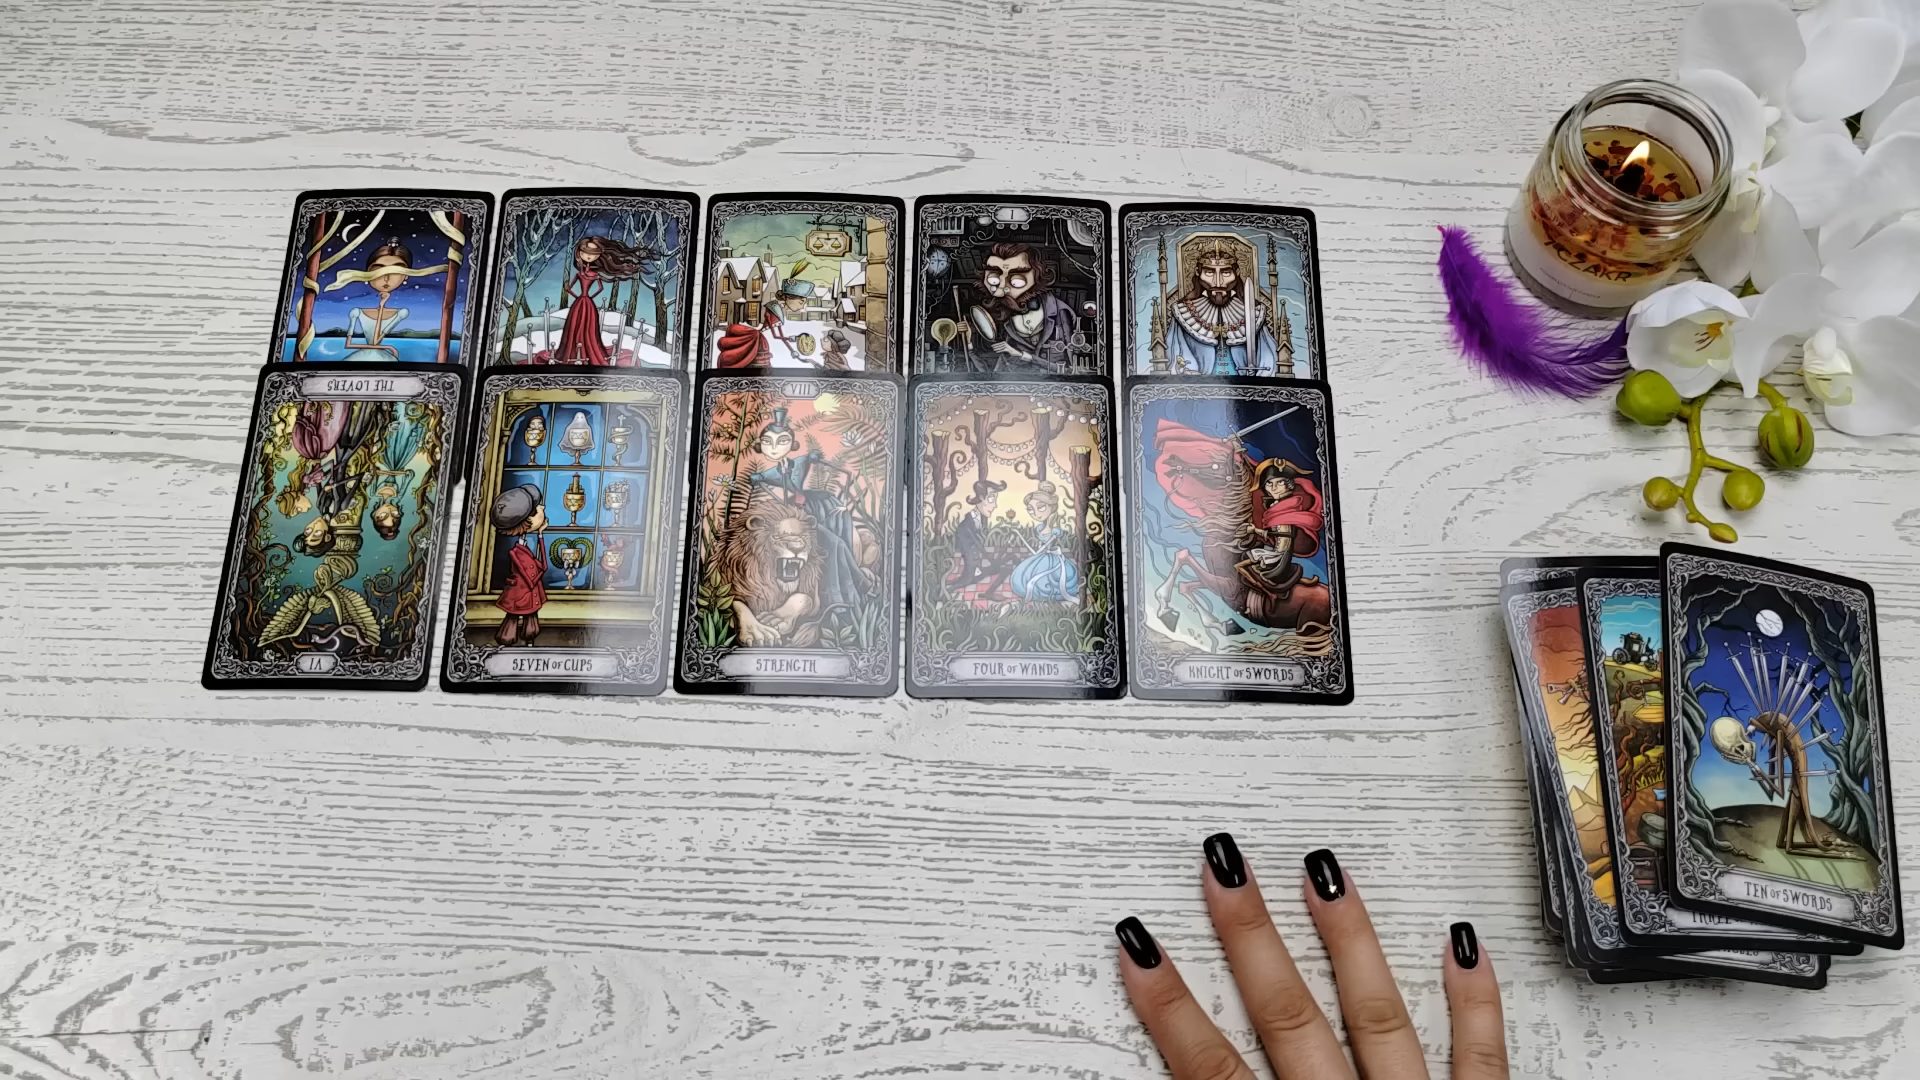 I
THE LOVERS
VI
SEVEN OF CUPS
VIII
STRENGTH
FOUR OF WANDS
KNIGHT OF SWORDS
TEN OF SWORDS